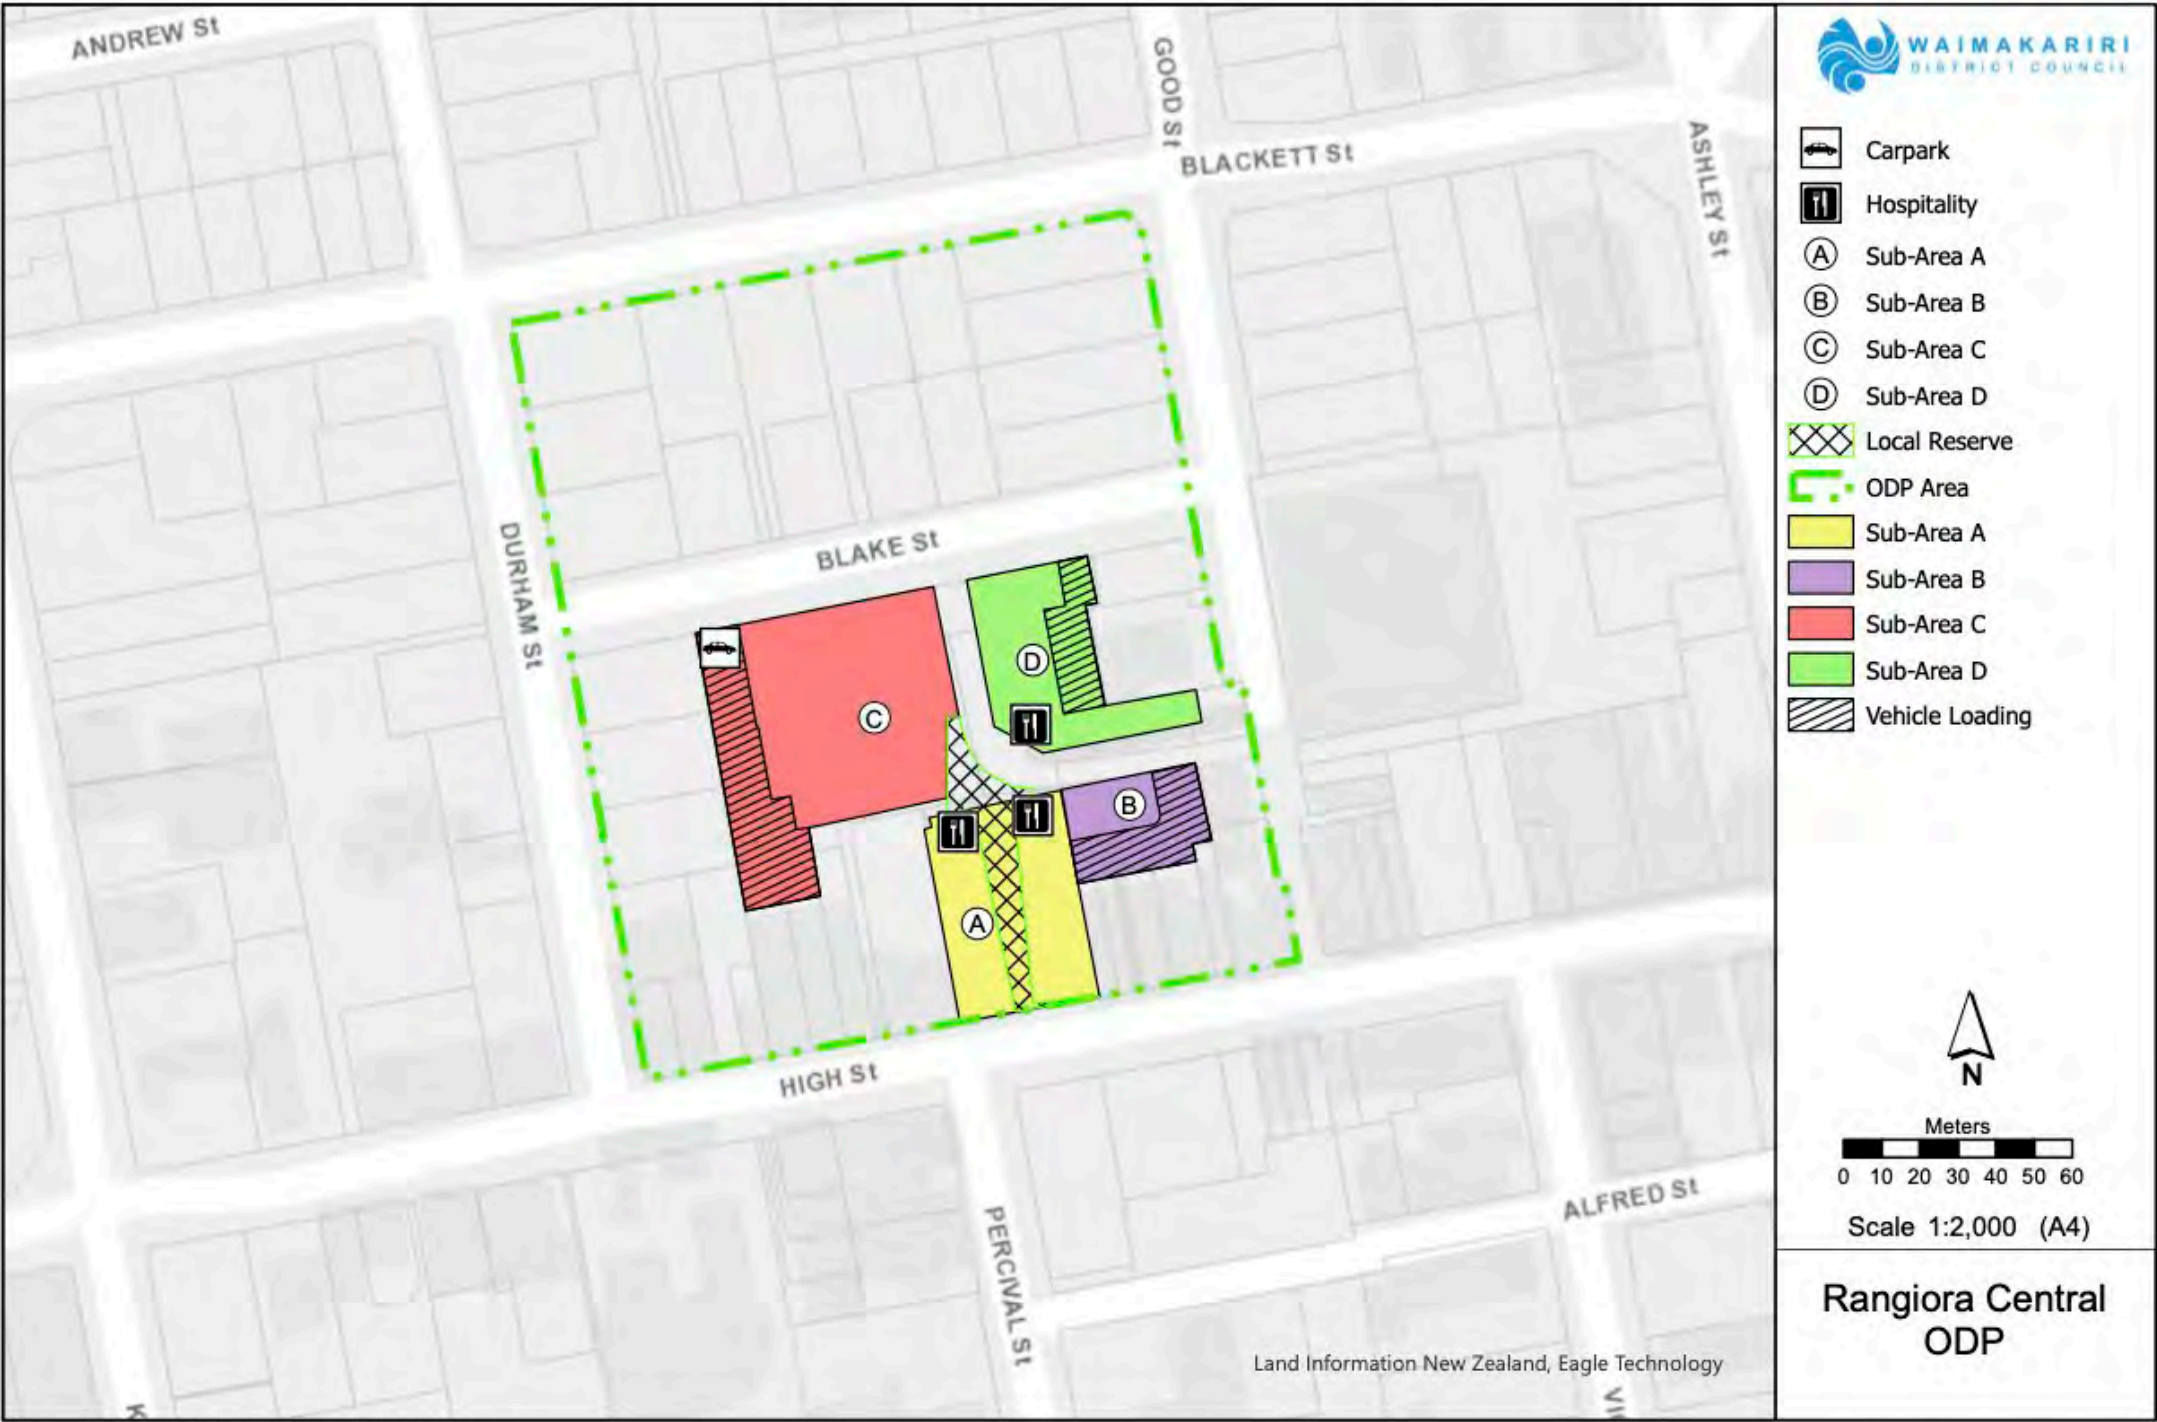 ANDREW St
GOOD St
BLACKETT St
ASHLEY St
DURHAM St
BLAKE St
C
D
B
A
HIGH St
PERCIVAL St
ALFRED St
K
VI
Land Information New Zealand, Eagle Technology
WAIMAKARIRI
DISTRICT COUNCIL
Carpark
Hospitality
A Sub-Area A
B Sub-Area B
C Sub-Area C
D Sub-Area D
Local Reserve
ODP Area
Sub-Area A
Sub-Area B
Sub-Area C
Sub-Area D
Vehicle Loading
N
Meters
0 10 20 30 40 50 60
Scale 1:2,000 (A4)
Rangiora Central
ODP